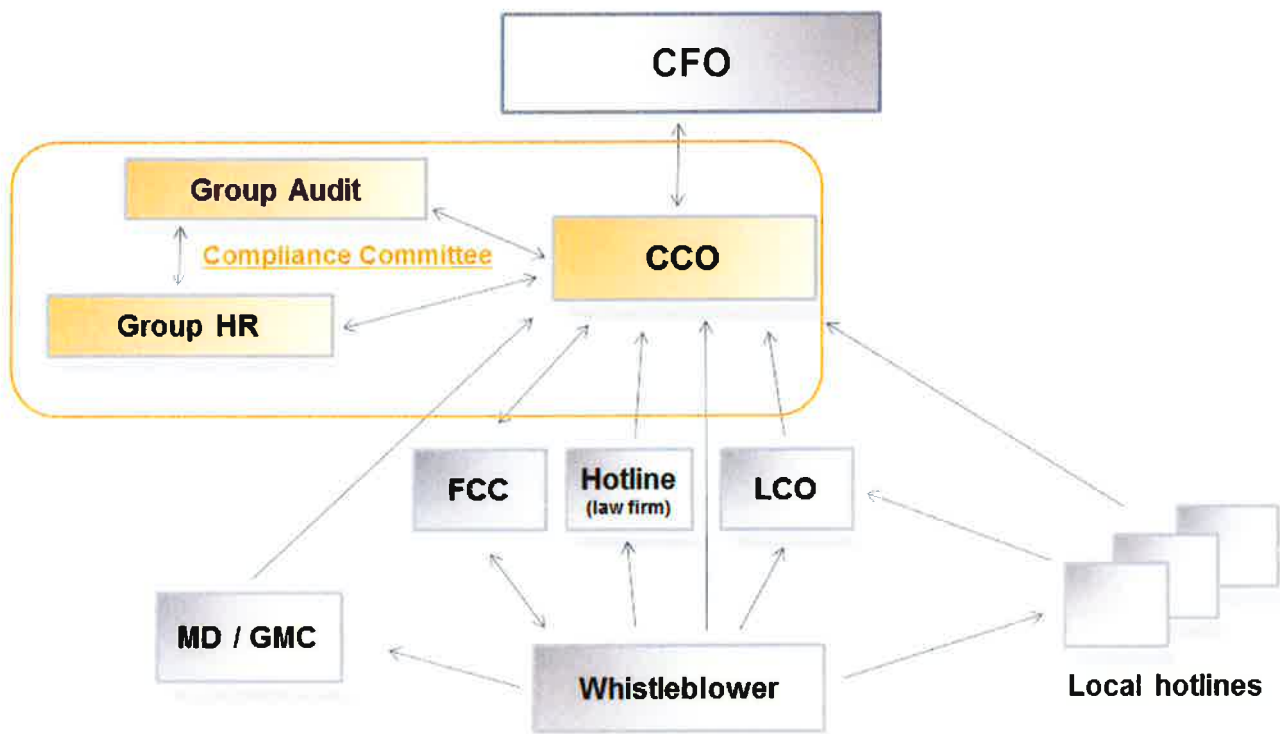 CFO
Group Audit
Compliance Committee
CCO
Group HR
FCC
Hotline
(law firm)
LCO
MD / GMC
Whistleblower
Local hotlines